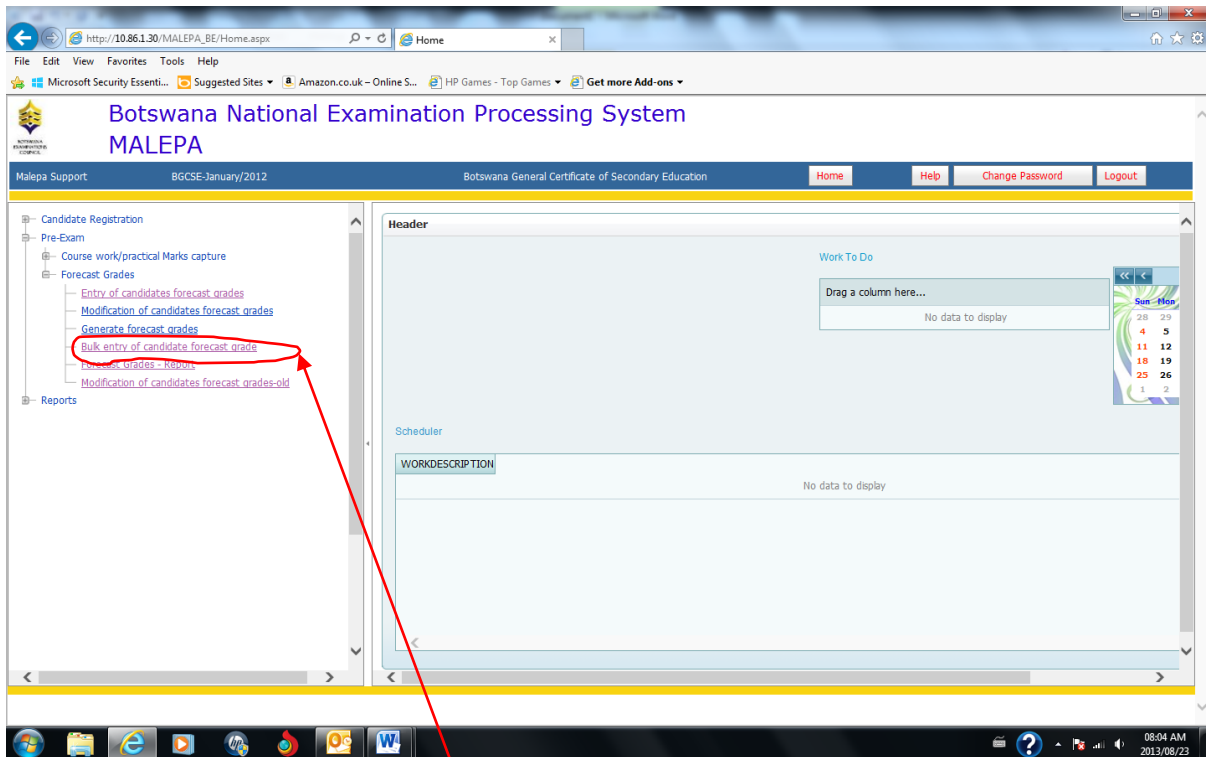 http://10.86.1.30/MALEPA_BE/Home.aspx
Home
File Edit View Favorites Tools Help
Microsoft Security Essenti... Suggested Sites Amazon.co.uk – Online S... HP Games - Top Games Get more Add-ons
BOTSWANA
EXAMINATIONS
COUNCIL
Botswana National Examination Processing System
MALEPA
Malepa Support BGCSE-January/2012 Botswana General Certificate of Secondary Education Home Help Change Password Logout
Candidate Registration
Pre-Exam
Course work/practical Marks capture
Forecast Grades
Entry of candidates forecast grades
Modification of candidates forecast grades
Generate forecast grades
Bulk entry of candidate forecast grade
Forecast Grades - Report
Modification of candidates forecast grades-old
Reports
Header
Work To Do
Drag a column here...
No data to display
Sun Mon
28 29
4 5
11 12
18 19
25 26
1 2
Scheduler
WORKDESCRIPTION
No data to display
08:04 AM
2013/08/23